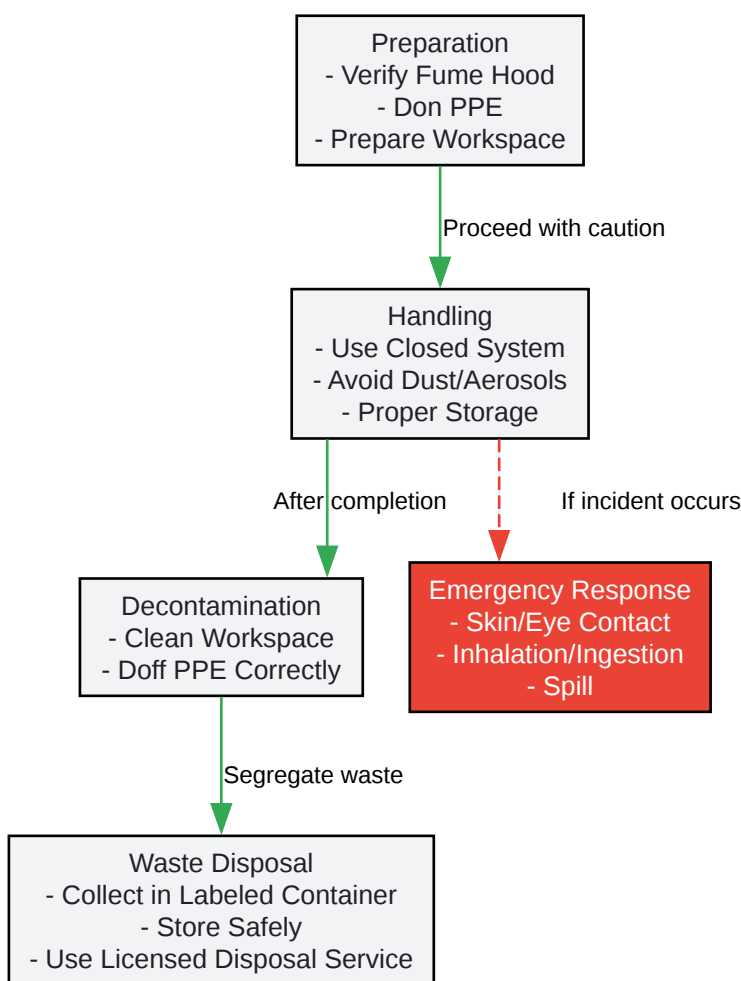 Preparation
- Verify Fume Hood
- Don PPE
- Prepare Workspace
Proceed with caution
Handling
- Use Closed System
- Avoid Dust/Aerosols
- Proper Storage
After completion
If incident occurs
Decontamination
- Clean Workspace
- Doff PPE Correctly
Emergency Response
- Skin/Eye Contact
- Inhalation/Ingestion
- Spill
Segregate waste
Waste Disposal
- Collect in Labeled Container
- Store Safely
- Use Licensed Disposal Service